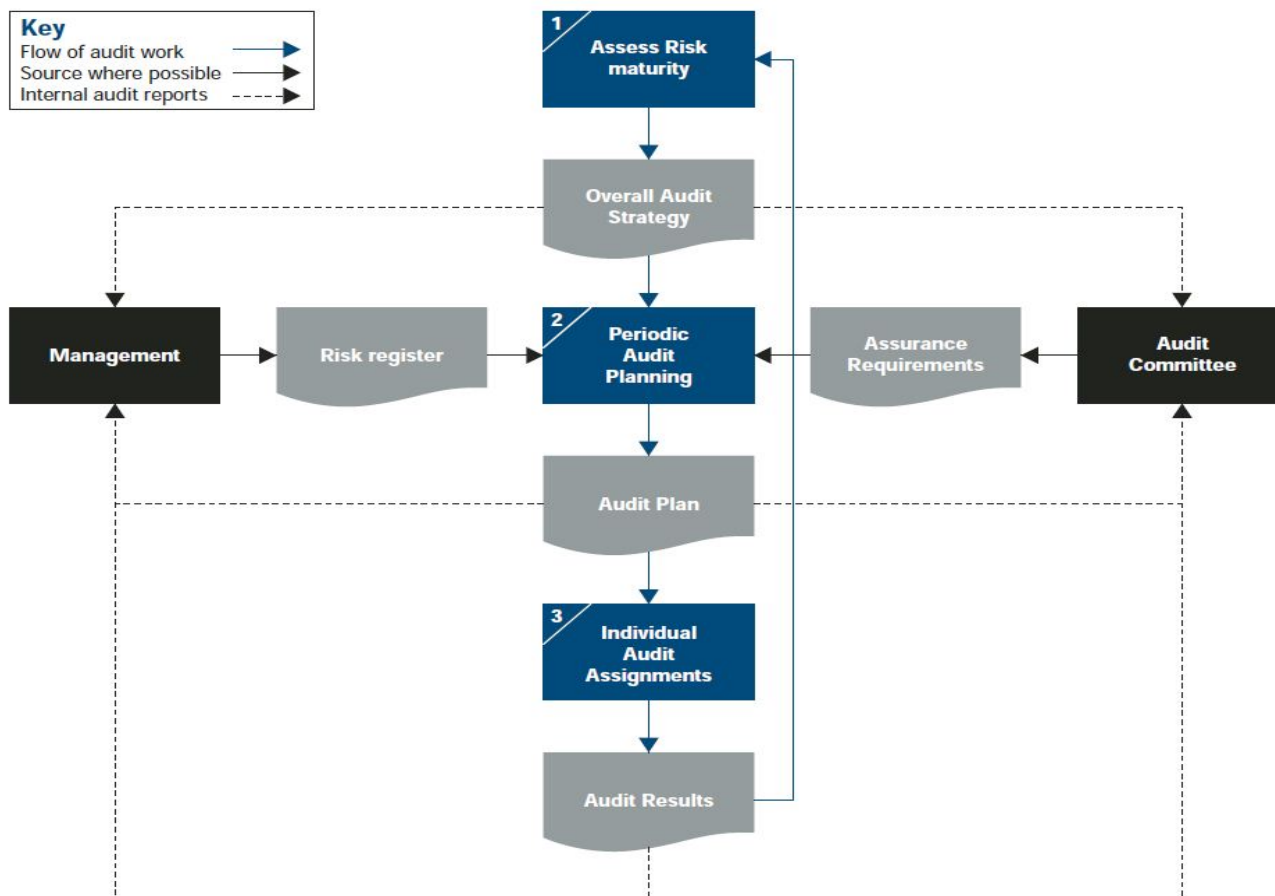 Key
Flow of audit work
Source where possible
Internal audit reports
1
Assess Risk
maturity
Overall Audit
Strategy
Management
Risk register
2
Periodic
Audit
Planning
Assurance
Requirements
Audit
Committee
Audit Plan
3
Individual
Audit
Assignments
Audit Results